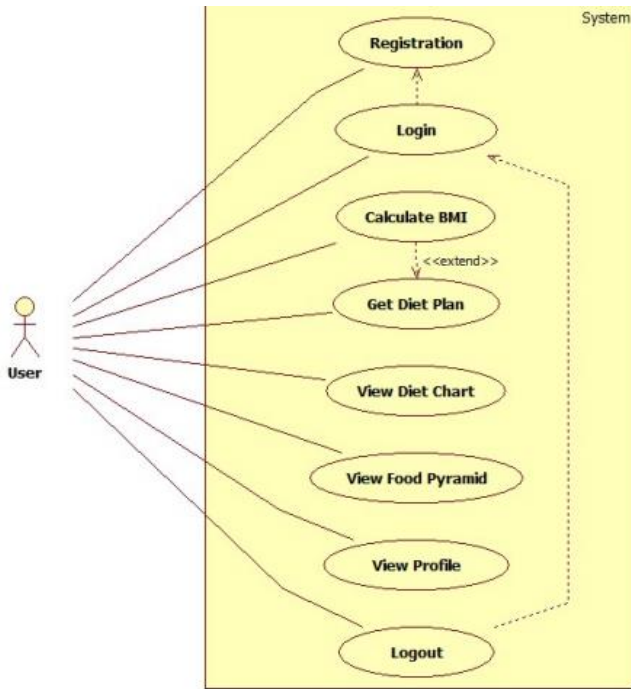 System
Registration
Login
Calculate BMI
<<extend>>
Get Diet Plan
User
View Diet Chart
View Food Pyramid
View Profile
Logout